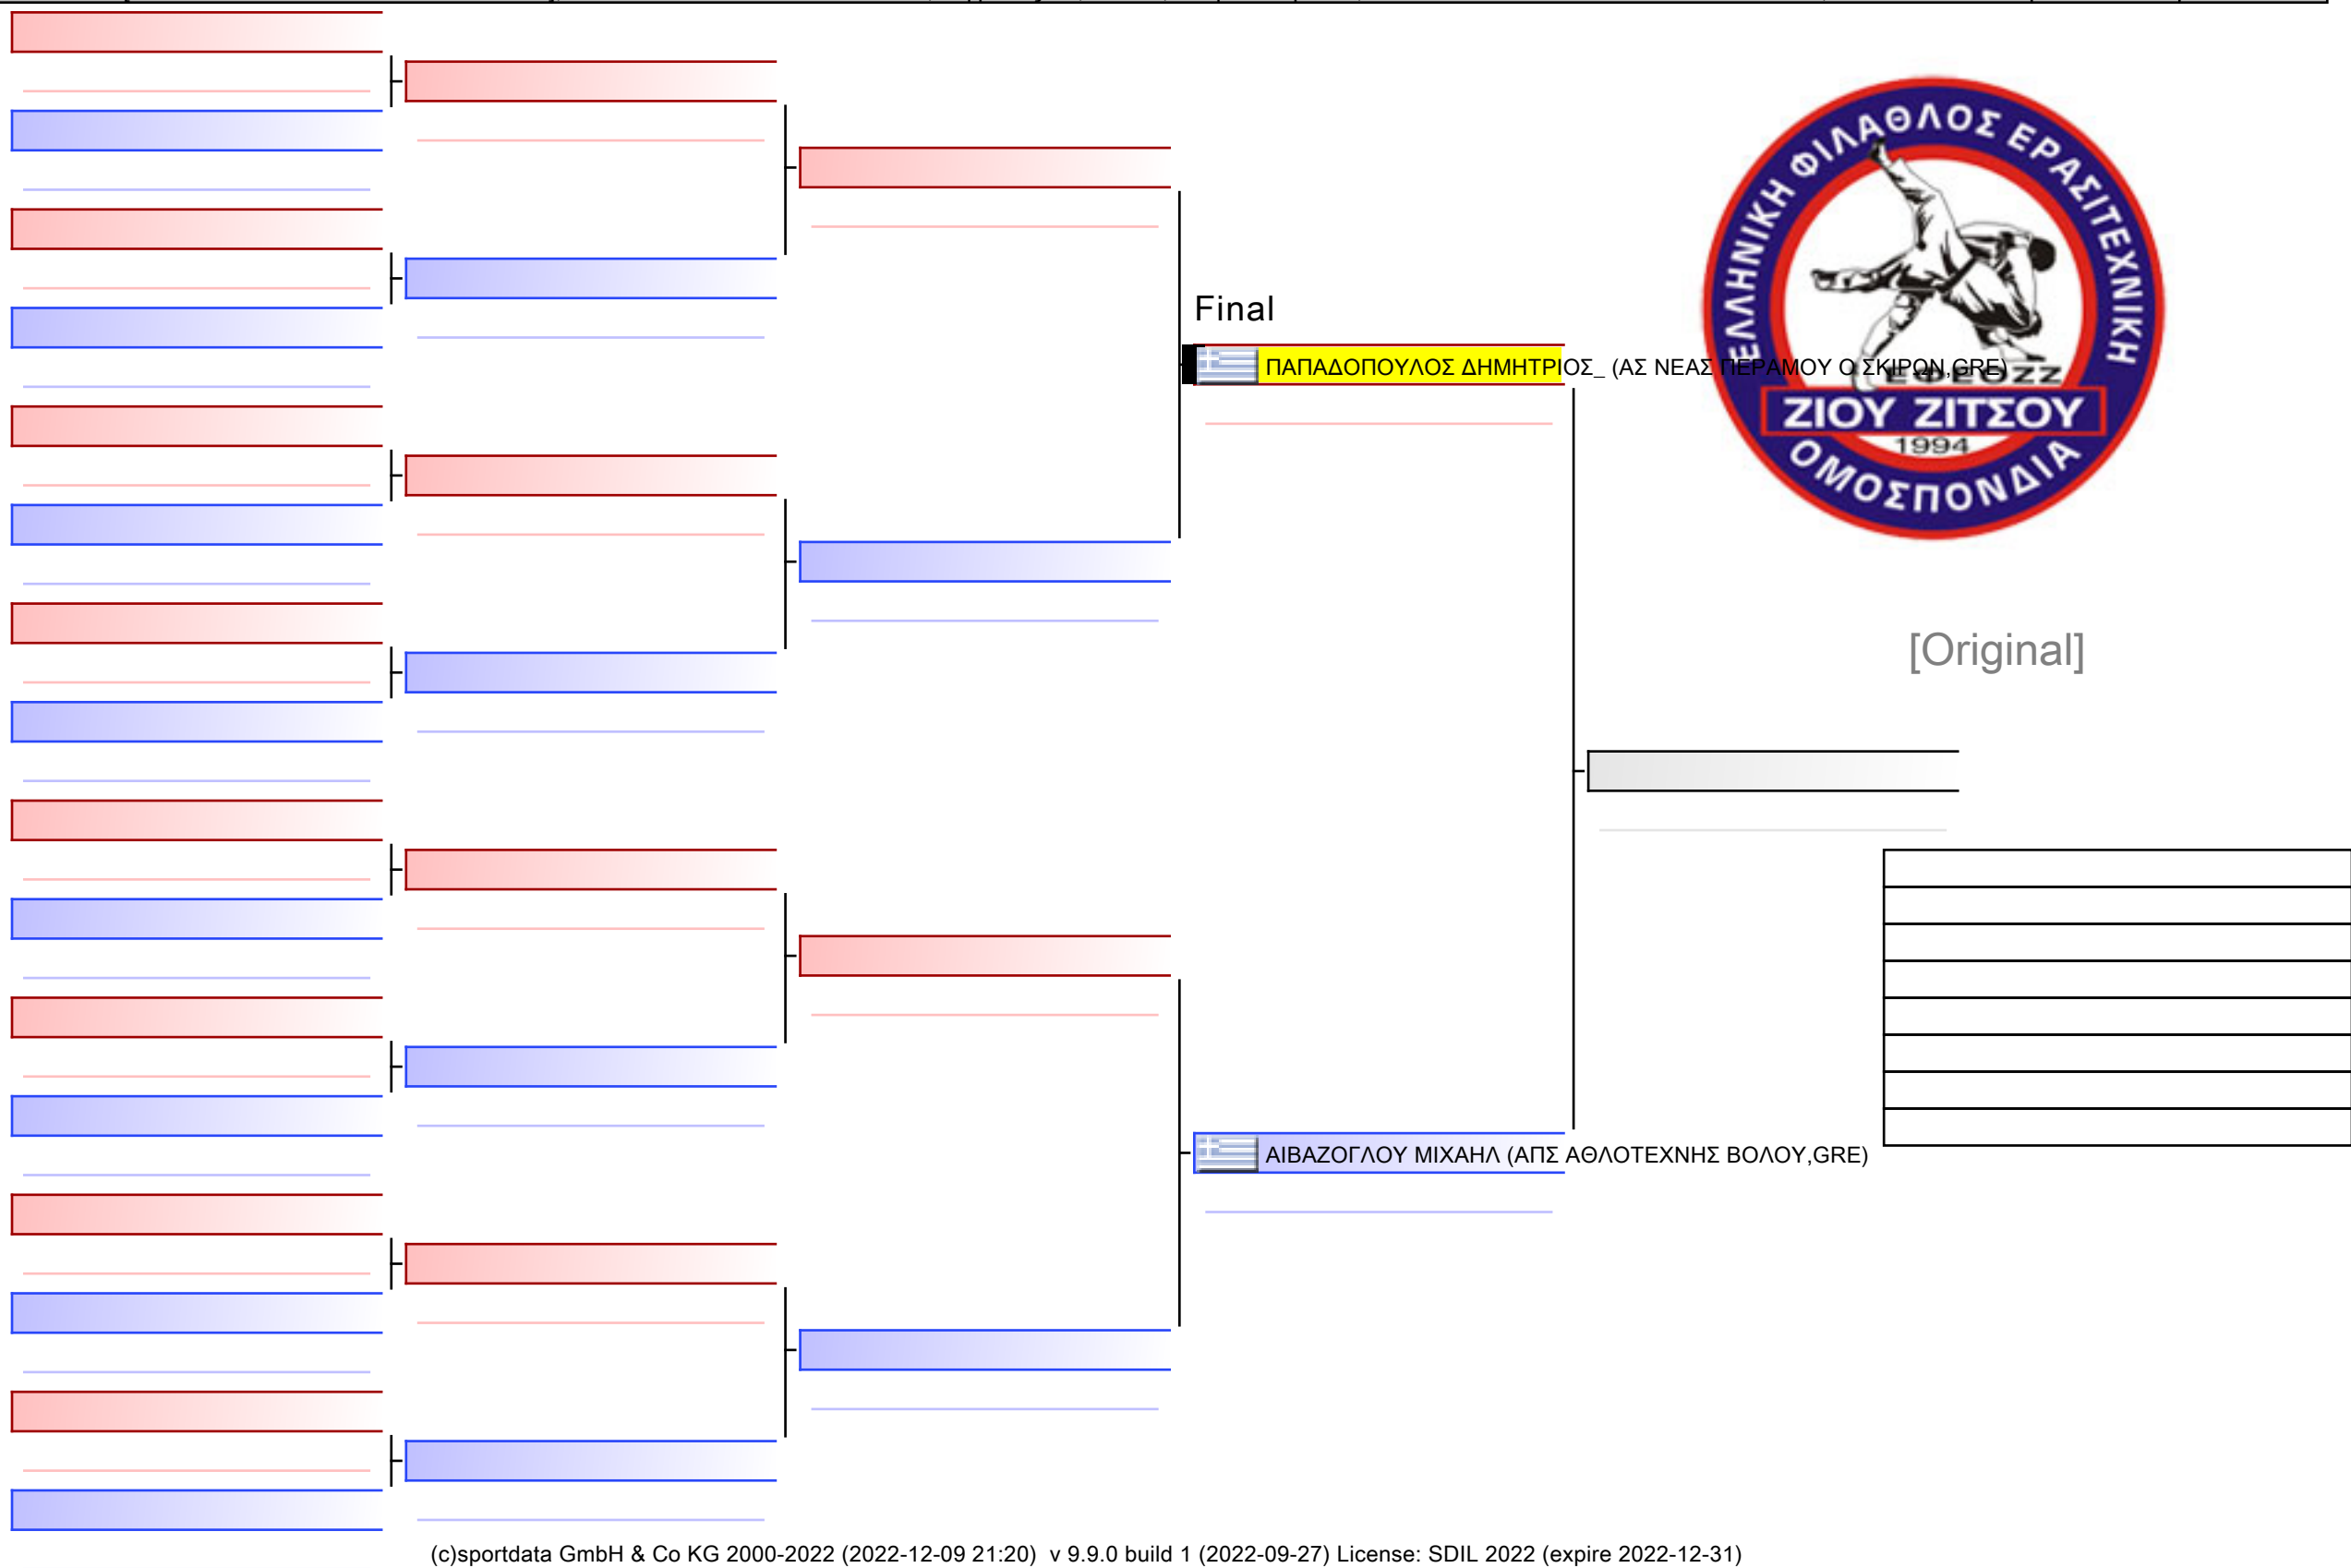 ΕΛΛΗΝΙΚΗ ΦΙΛΑΘΛΟΣ ΕΡΑΣΙΤΕΧΝΙΚΗ
Final
ΠΑΠΑΔΟΠΟΥΛΟΣ ΔΗΜΗΤΡΙΟΣ_ (ΑΣ ΝΕΑΣ ΠΕΡΑΜΟΥ Ο ΣΚΙΡΩΝ,GRE)
ΕΦΕΟΖΖ
ΖΙΟΥ ΖΙΤΣΟΥ
1994
ΟΜΟΣΠΟΝΔΙΑ
[Original]
ΑΙΒΑΖΟΓΛΟΥ ΜΙΧΑΗΛ (ΑΠΣ ΑΘΛΟΤΕΧΝΗΣ ΒΟΛΟΥ,GRE)
(c)sportdata GmbH & Co KG 2000-2022 (2022-12-09 21:20) v 9.9.0 build 1 (2022-09-27) License: SDIL 2022 (expire 2022-12-31)